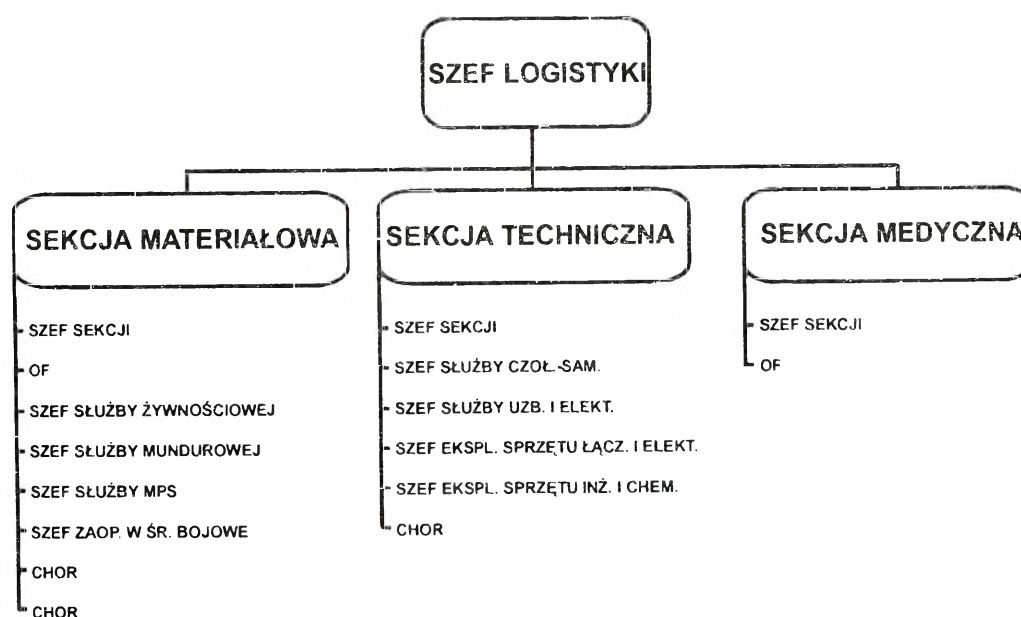 SZEF LOGISTYKI
SEKCJA MATERIAŁOWA
SZEF SEKCJI
OF
SZEF SŁUŻBY ŻYWNOŚCIOWEJ
SZEF SŁUŻBY MUNDUROWEJ
SZEF SŁUŻBY MPS
SZEF ZAOP. W ŚR. BOJOWE
CHOR
CHOR
SEKCJA TECHNICZNA
SZEF SEKCJI
SZEF SŁUŻBY CZOŁ.-SAM.
SZEF SŁUŻBY UZB. I ELEKT.
SZEF EKSPL. SPRZĘTU ŁĄCZ. I ELEKT.
SZEF EKSPL. SPRZĘTU INŻ. I CHEM.
CHOR
SEKCJA MEDYCZNA
SZEF SEKCJI
OF